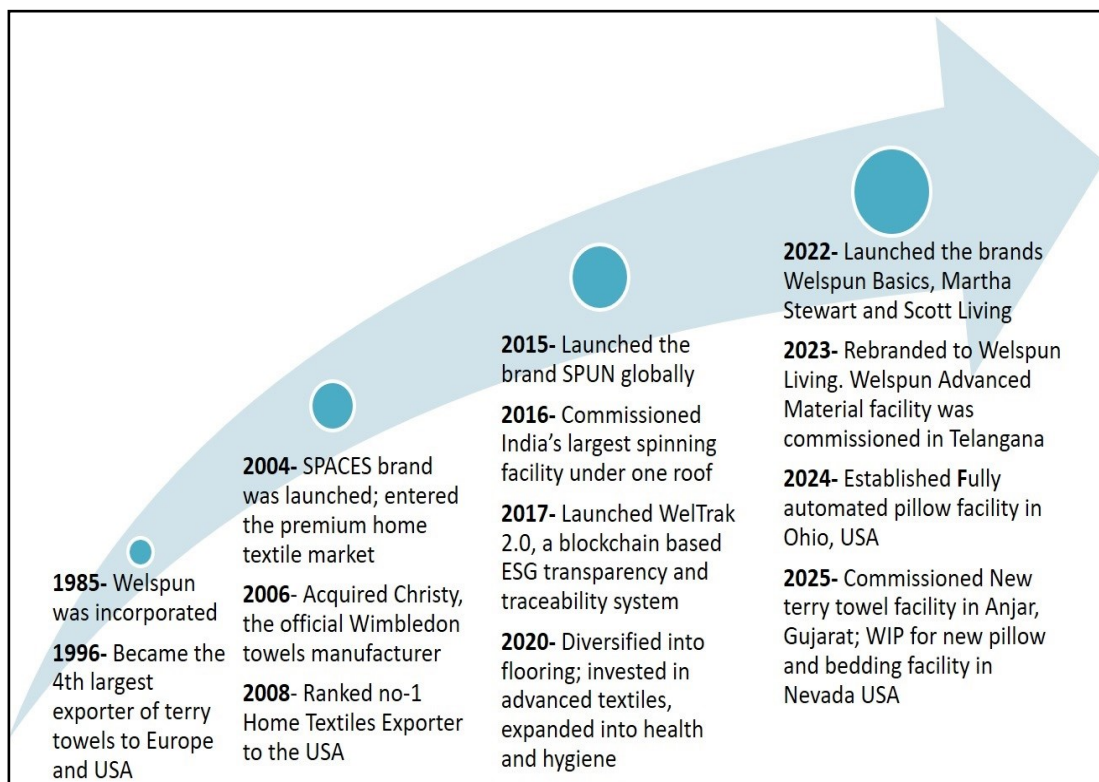 1985- Welspun
was incorporated
1996- Became the
4th largest
exporter of terry
towels to Europe
and USA
2004- SPACES brand
was launched; entered
the premium home
textile market
2006- Acquired Christy,
the official Wimbledon
towels manufacturer
2008- Ranked no-1
Home Textiles Exporter
to the USA
2015- Launched the
brand SPUN globally
2016- Commissioned
India’s largest spinning
facility under one roof
2017- Launched WelTrak
2.0, a blockchain based
ESG transparency and
traceability system
2020- Diversified into
flooring; invested in
advanced textiles,
expanded into health
and hygiene
2022- Launched the brands
Welspun Basics, Martha
Stewart and Scott Living
2023- Rebranded to Welspun
Living. Welspun Advanced
Material facility was
commissioned in Telangana
2024- Established Fully
automated pillow facility in
Ohio, USA
2025- Commissioned New
terry towel facility in Anjar,
Gujarat; WIP for new pillow
and bedding facility in
Nevada USA